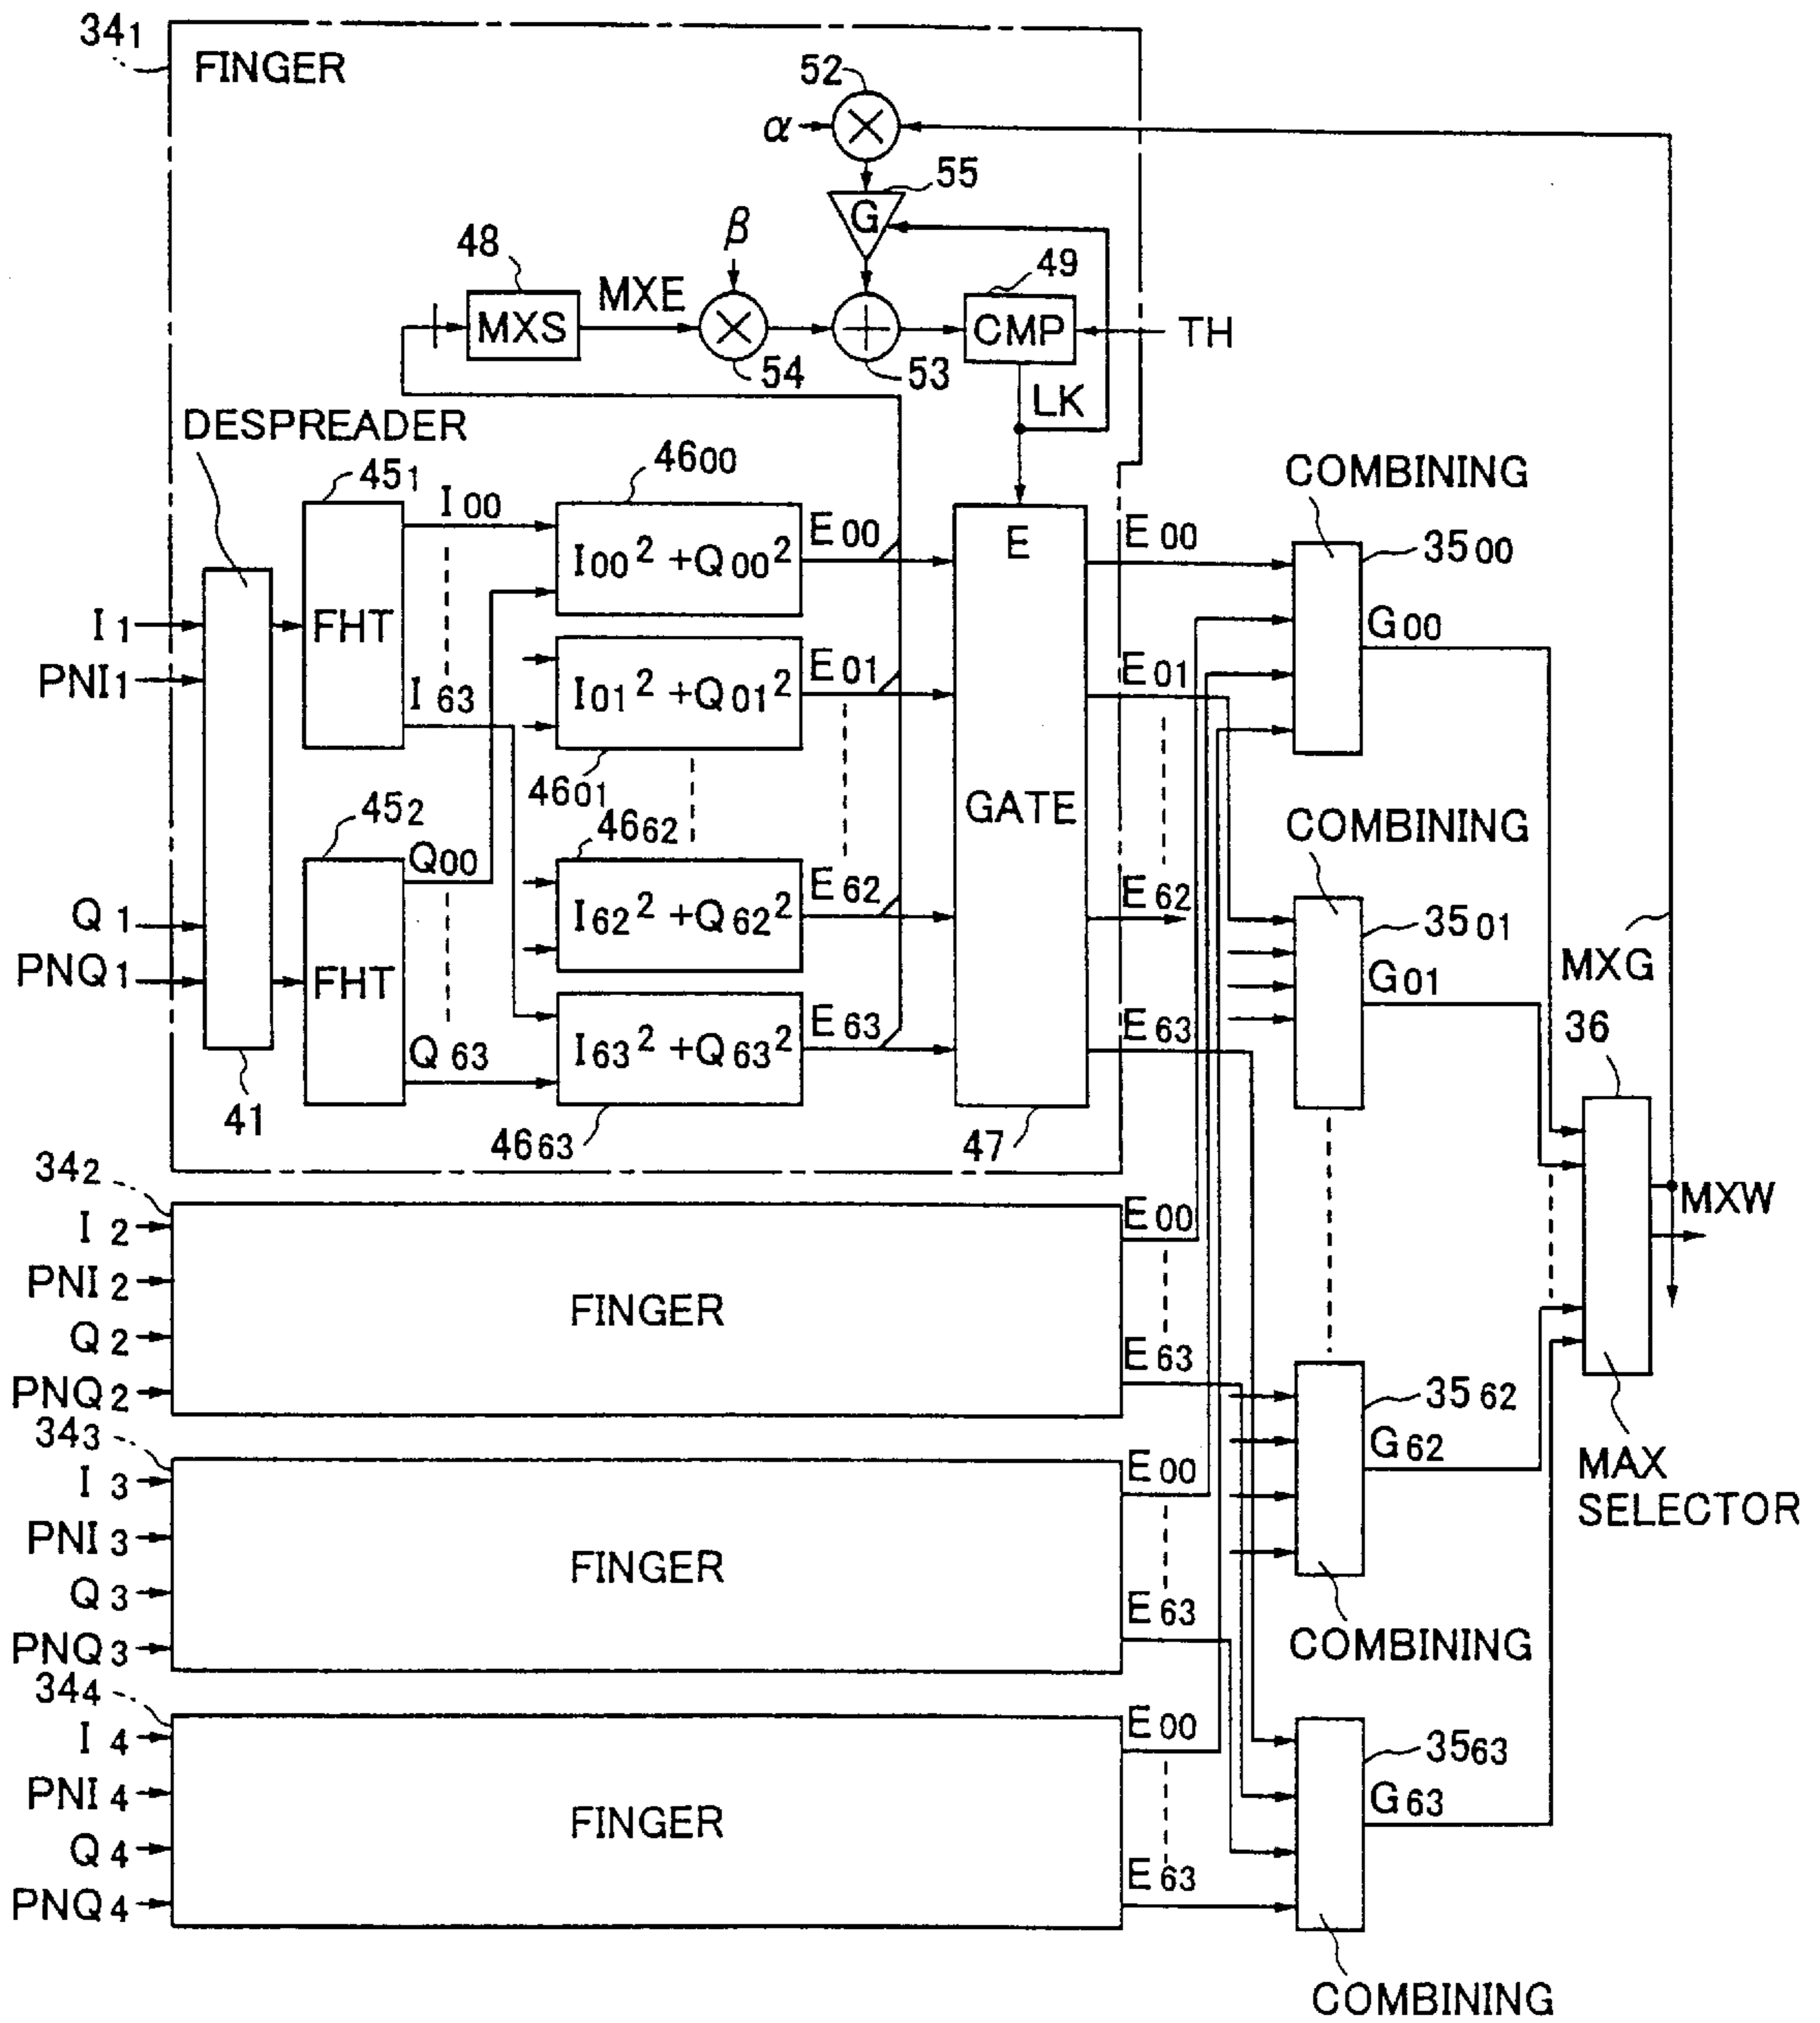 34₁
FINGER
52
α
55
G
β
48
MXS
MXE
54
53
49
CMP
TH
LK
DESPREADER
45₁
I₀₀
46₀₀
I₀₀² +Q₀₀²
E₀₀
E
E₀₀
COMBINING
35₀₀
G₀₀
I₁
PNI₁
FHT
I₆₃
I₀₁² +Q₀₁²
E₀₁
E₀₁
46₀₁
GATE
COMBINING
45₂
Q₀₀
46₆₂
I₆₂² +Q₆₂²
E₆₂
E₆₂
35₀₁
G₀₁
MXG
Q₁
PNQ₁
FHT
Q₆₃
I₆₃² +Q₆₃²
E₆₃
E₆₃
36
41
46₆₃
47
34₂
I₂
PNI₂
Q₂
PNQ₂
FINGER
E₀₀
E₆₃
MXW
35₆₂
G₆₂
MAX
SELECTOR
34₃
I₃
PNI₃
Q₃
PNQ₃
FINGER
E₀₀
E₆₃
COMBINING
34₄
I₄
PNI₄
Q₄
PNQ₄
FINGER
E₀₀
E₆₃
35₆₃
G₆₃
COMBINING